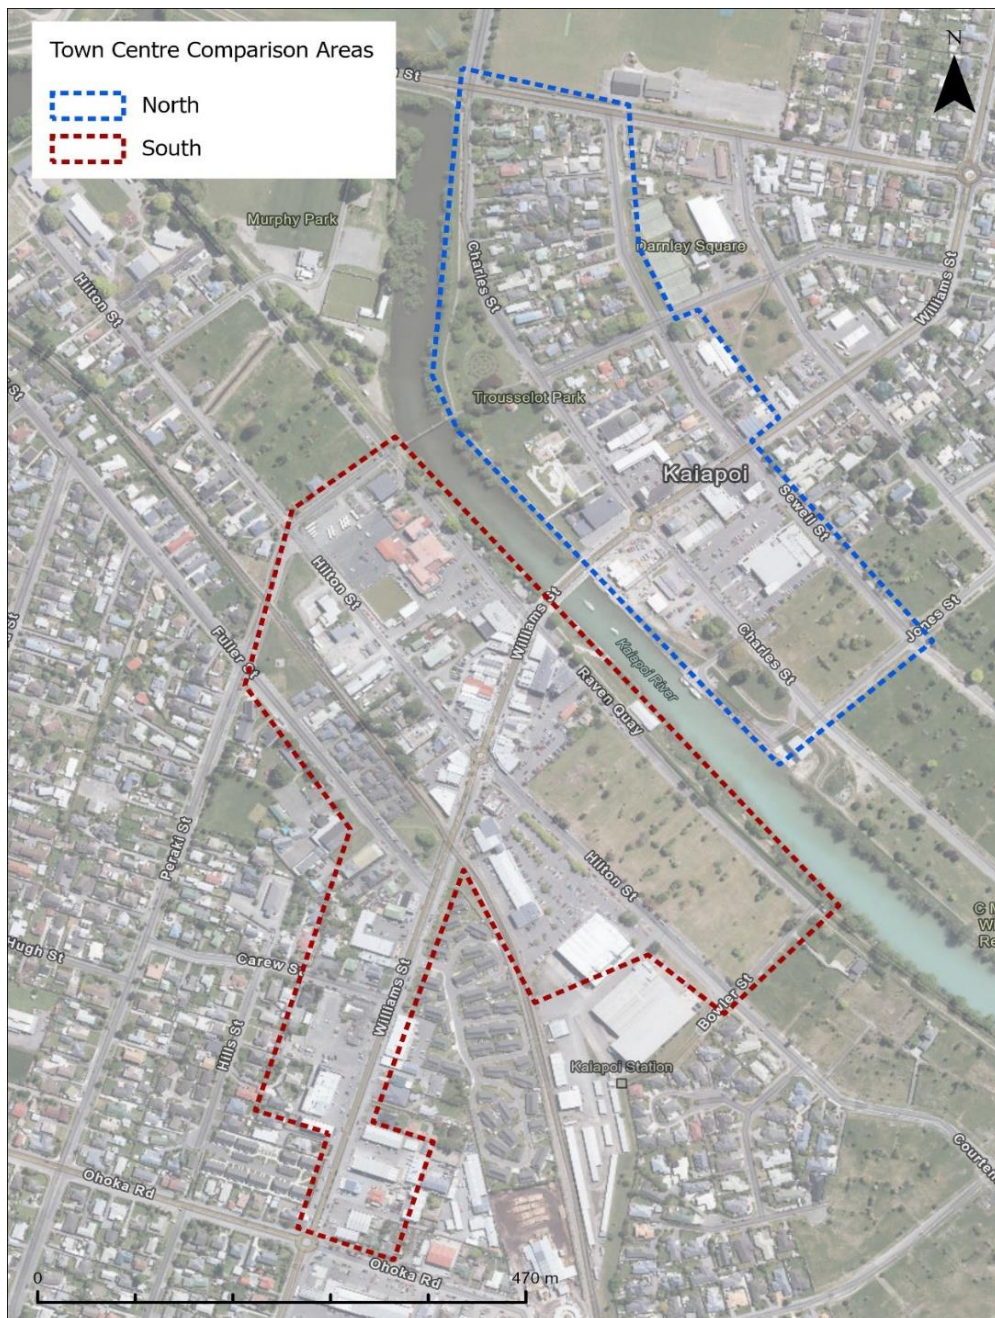 Town Centre Comparison Areas
North
South
N
St
Murphy Park
Charles St
Darnley Square
Williams St
Hilton St
St
Trousselot Park
Kaiapoi
Sewell St
Jones St
Hilton St
Williams St
Fuller St
Kaiapoi River
Charles St
Raven Quay
Peraki St
Hilton St
C M
W
Re
Hugh St
Carew St
Williams St
Bowler St
Hills St
Kaiapoi Station
Courten
Ohoka Rd
Ohoka Rd
0
470 m